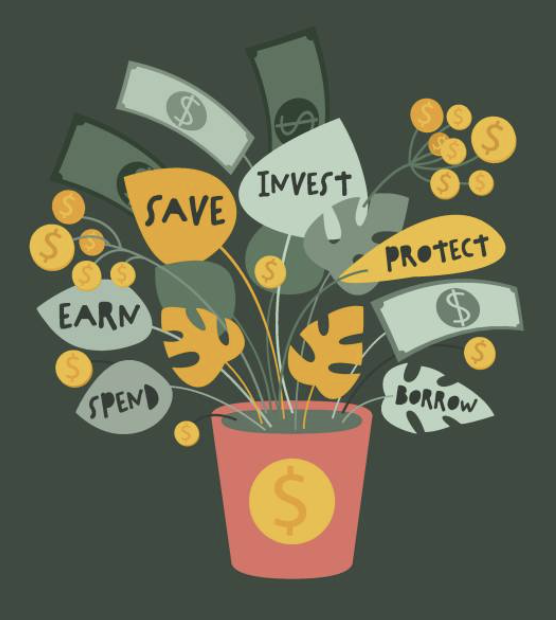 INVEST
SAVE
PROTECT
EARN
SPEND
BORROW
$